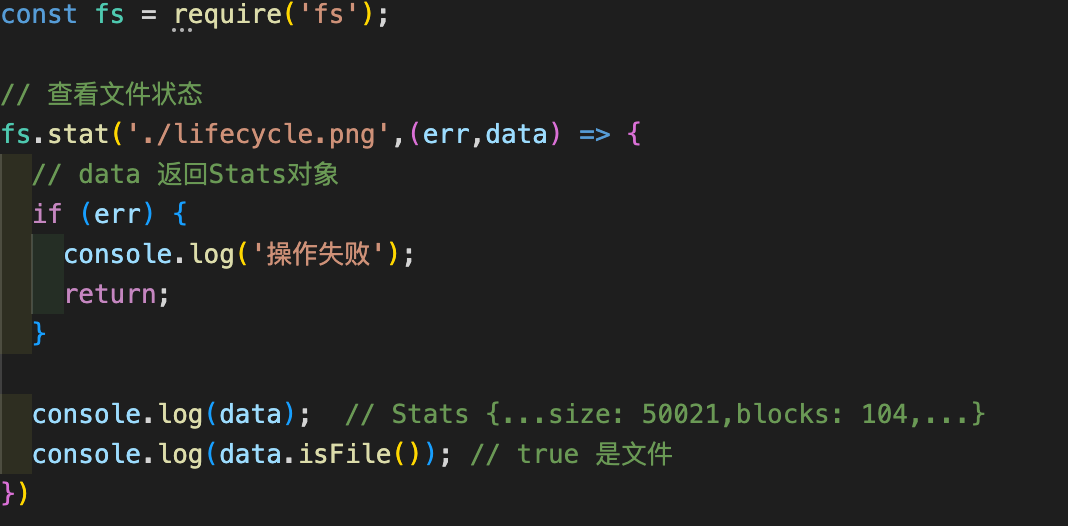 const fs = require('fs');
// 查看文件状态
fs.stat('./lifecycle.png',(err,data) => {
// data 返回Stats对象
if (err) {
console.log('操作失败');
return;
}
console.log(data);  // Stats {...size: 50021,blocks: 104,...}
console.log(data.isFile()); // true 是文件
})